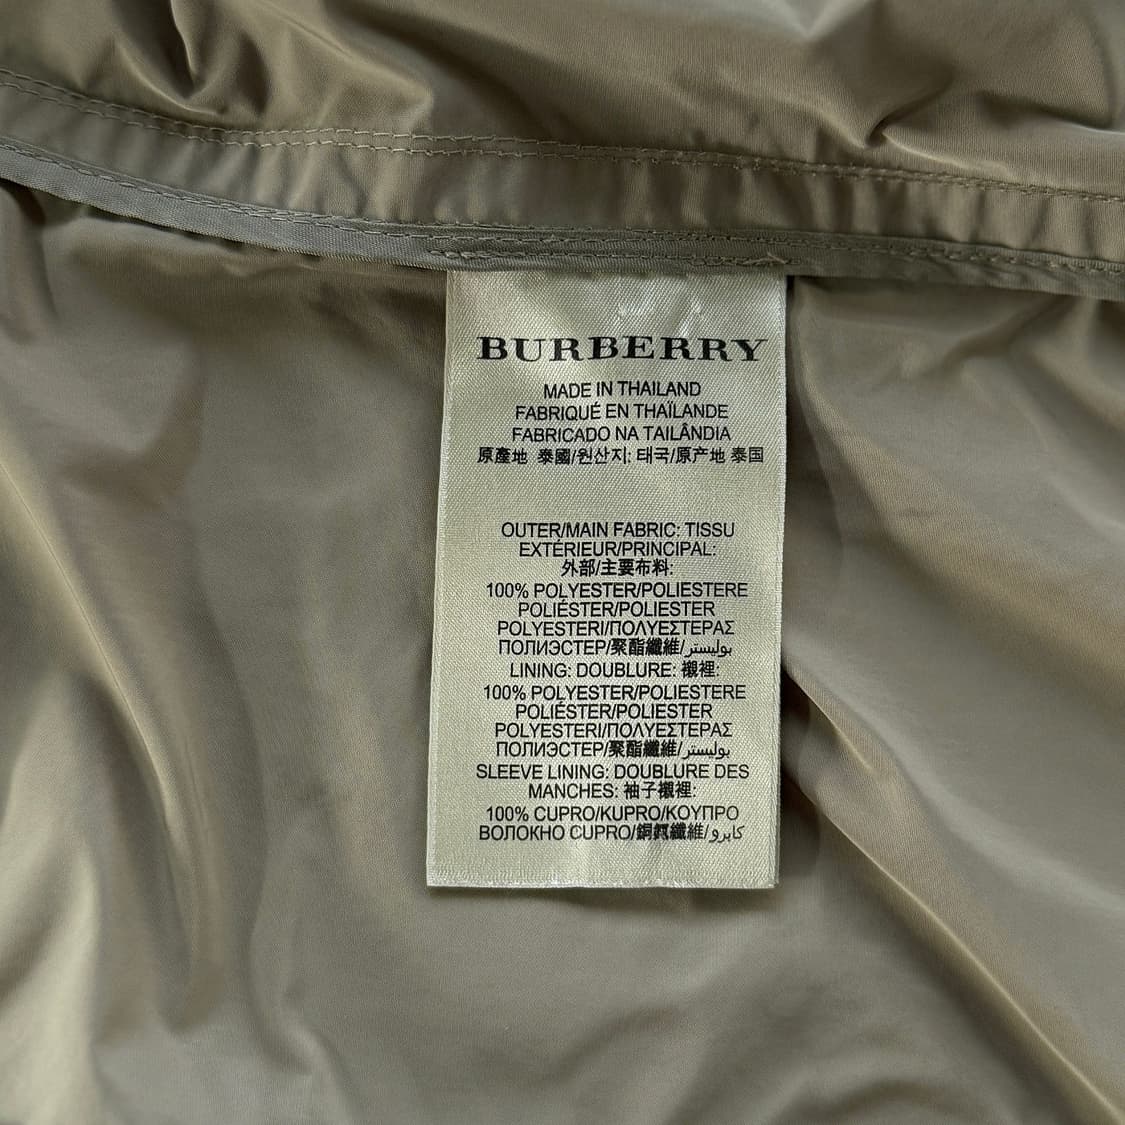 BURBERRY
MADE IN THAILAND
FABRIQUÉ EN THAÏLANDE
FABRICADO NA TAILÂNDIA
原產地 泰國/원산지: 태국/原产地 泰国
OUTER/MAIN FABRIC: TISSU
EXTÉRIEUR/PRINCIPAL:
外部/主要布料:
100% POLYESTER/POLIESTERE
POLIÉSTER/POLIESTER
POLYESTERI/ΠΟΛΥΕΣΤΕΡΑΣ
ПОЛИЭСТЕР/聚酯纖維/بوليستر
LINING: DOUBLURE: 襯裡:
100% POLYESTER/POLIESTERE
POLIÉSTER/POLIESTER
POLYESTERI/ΠΟΛΥΕΣΤΕΡΑΣ
ПОЛИЭСТЕР/聚酯纖維/بوليستر
SLEEVE LINING: DOUBLURE DES
MANCHES: 袖子襯裡:
100% CUPRO/KUPRO/ΚΟΥΠΡΟ
ВОЛОКНО CUPRO/كابرو